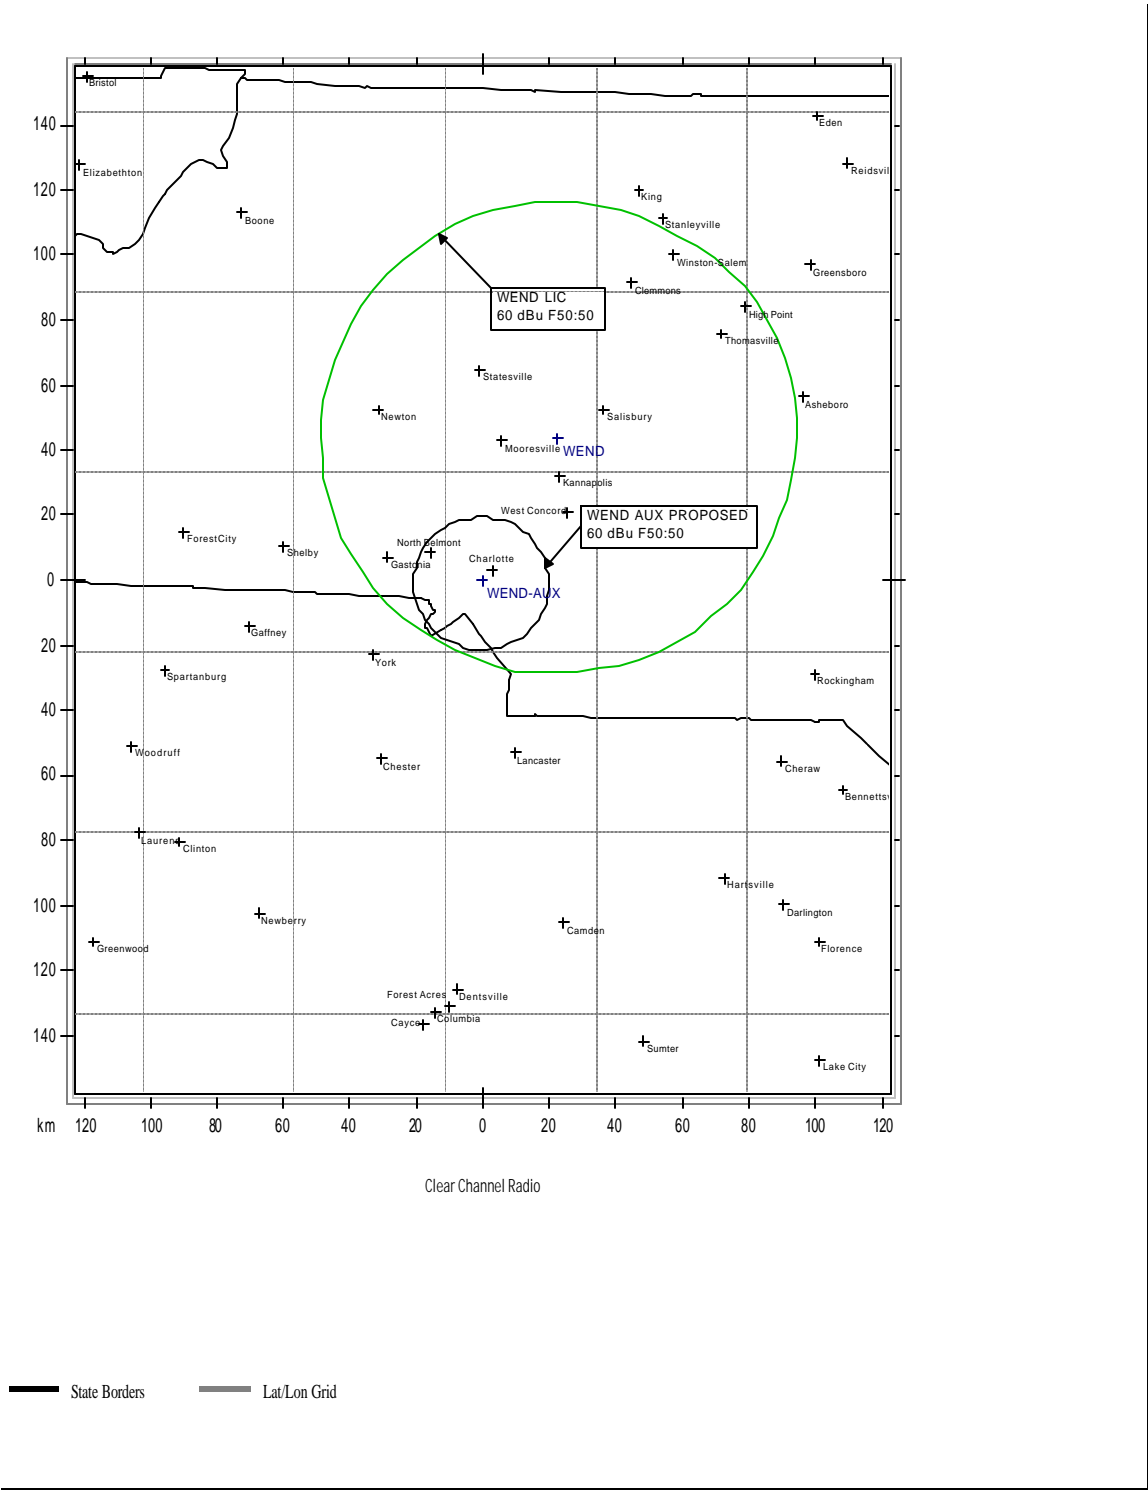 Bristol
140
Eden
Elizabethton
Reidsvil
120
King
Boone
Stanleyville
100
Winston-Salem
Greensboro
Clemmons
WEND LIC
60 dBu F50:50
80
High Point
Thomasville
Statesville
60
Asheboro
Newton
Salisbury
40
Mooresville
WEND
Kannapolis
20
West Concord
WEND AUX PROPOSED
60 dBu F50:50
ForestCity
Shelby
North Belmont
Gastonia
Charlotte
0
WEND-AUX
Gaffney
20
York
Spartanburg
Rockingham
40
Woodruff
Lancaster
Chester
Cheraw
60
Bennettsv
80
Lauren
Clinton
Hartsville
100
Darlington
Newberry
Camden
Greenwood
Florence
120
Forest Acres
Dentsville
Columbia
Cayce
140
Sumter
Lake City
km 120 100 80 60 40 20 0 20 40 60 80 100 120
Clear Channel Radio
State Borders
Lat/Lon Grid